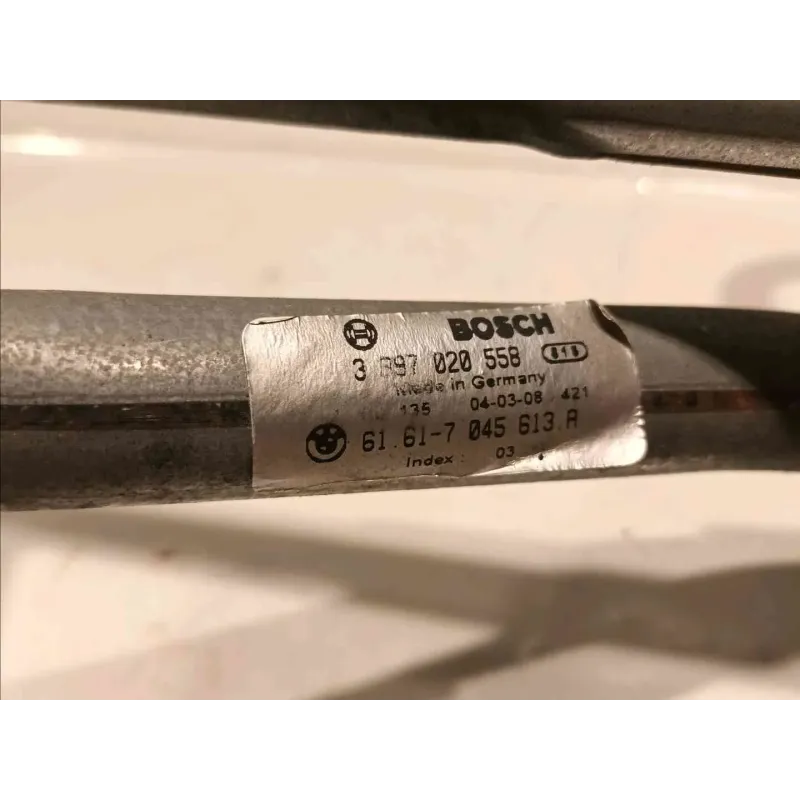 BOSCH
3 397 020 558 818
Made in Germany
135 04-03-08 421
61.61-7 045 613.A
Index : 03